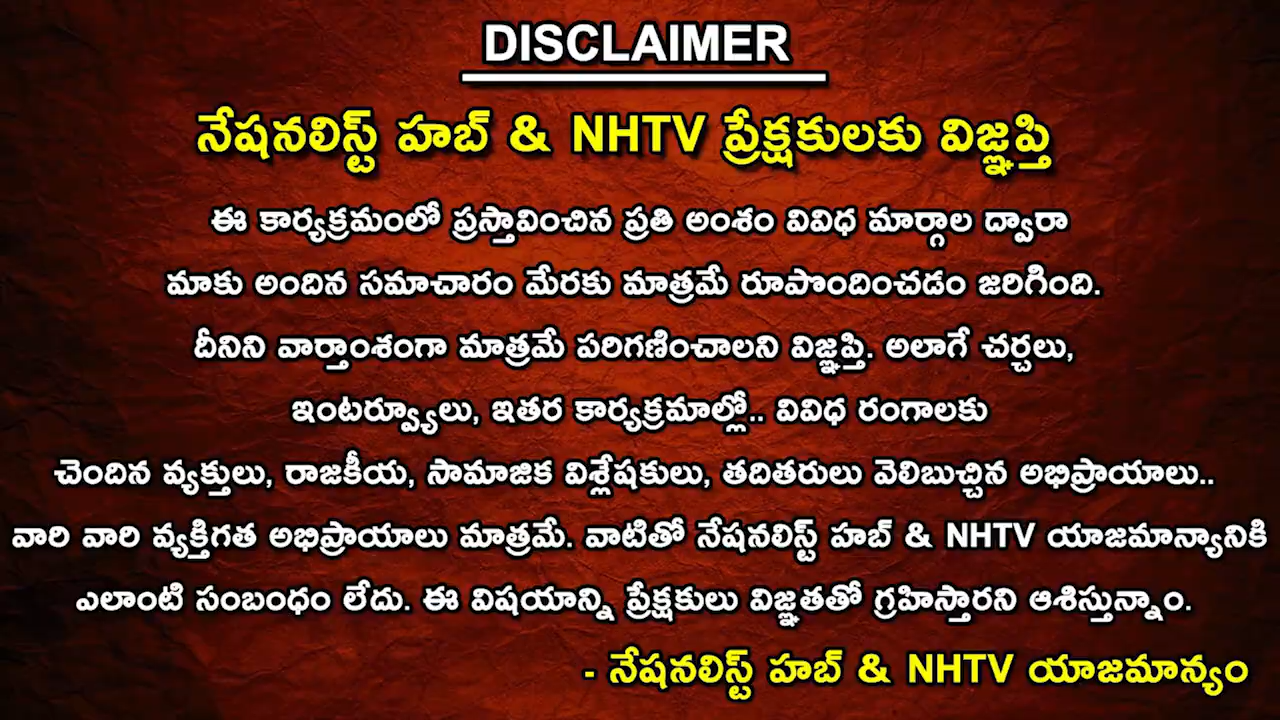 DISCLAIMER
నేషనలిస్ట్ హబ్ & NHTV ప్రేక్షకులకు విజ్ఞప్తి
ఈ కార్యక్రమంలో ప్రస్తావించిన ప్రతి అంశం వివిధ మార్గాల ద్వారా
మాకు అందిన సమాచారం మేరకు మాత్రమే రూపొందించడం జరిగింది.
దీనిని వార్తాంశంగా మాత్రమే పరిగణించాలని విజ్ఞప్తి. అలాగే చర్చలు,
ఇంటర్వ్యూలు, ఇతర కార్యక్రమాల్లో.. వివిధ రంగాలకు
చెందిన వ్యక్తులు, రాజకీయ, సామాజిక విశ్లేషకులు, తదితరులు వెలిబుచ్చిన అభిప్రాయాలు..
వారి వారి వ్యక్తిగత అభిప్రాయాలు మాత్రమే. వాటితో నేషనలిస్ట్ హబ్ & NHTV యాజమాన్యానికి
ఎలాంటి సంబంధం లేదు. ఈ విషయాన్ని ప్రేక్షకులు విజ్ఞతతో గ్రహిస్తారని ఆశిస్తున్నాం.
- నేషనలిస్ట్ హబ్ & NHTV యాజమాన్యం